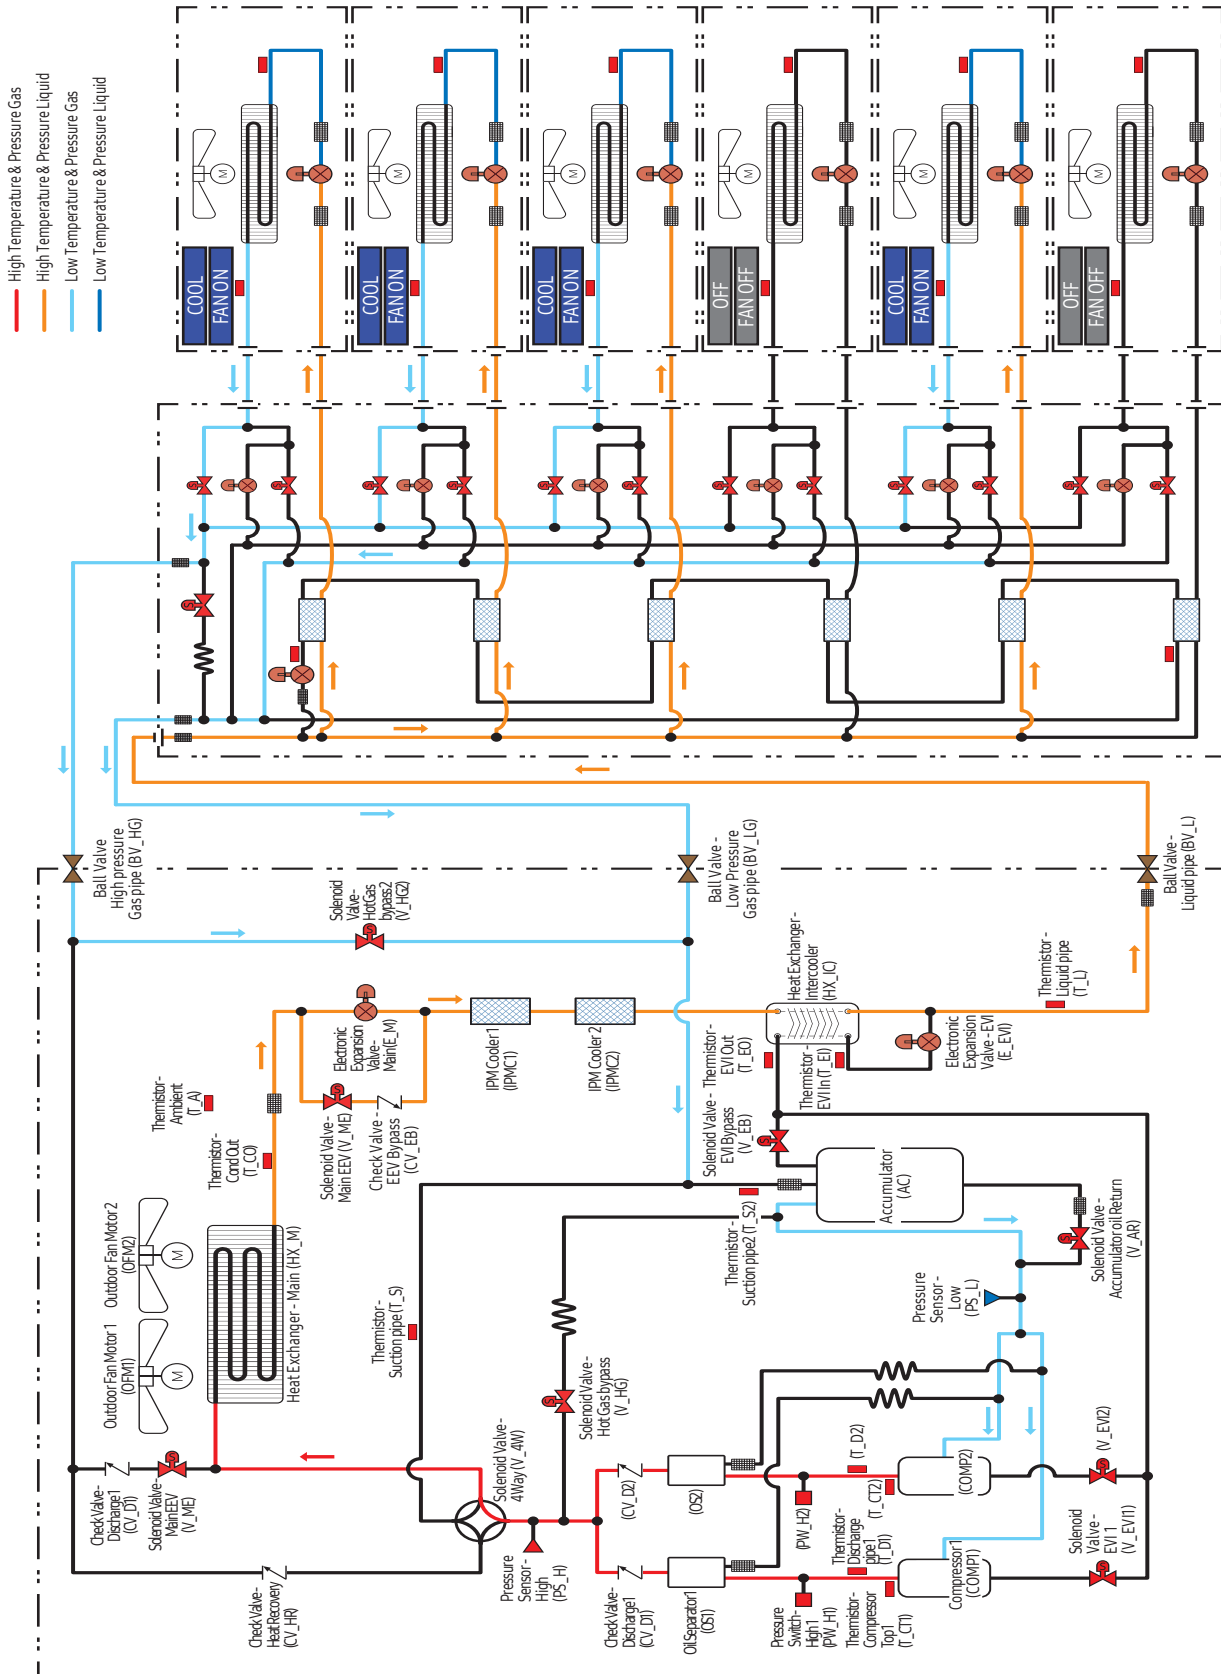 High Temperature & Pressure Gas
High Temperature & Pressure Liquid
Low Temperature & Pressure Gas
Low Temperature & Pressure Liquid
COOL
FAN ON
M
COOL
FAN ON
M
COOL
FAN ON
M
OFF
FAN OFF
M
COOL
FAN ON
M
OFF
FAN OFF
M
S
S
S
S
S
S
S
S
S
S
S
S
S
Ball Valve
High pressure
Gas pipe (BV_HG)
Ball Valve -
Low Pressure
Gas pipe (BV_LG)
Ball Valve -
Liquid pipe (BV_L)
Solenoid
Valve-
Hot Gas
bypass2
(V_HG2)
S
Electronic
Expansion
Valve-
Main(E_M)
IPM Cooler 1
(IPMC1)
IPM Cooler 2
(IPMC2)
Heat Exchanger -
Intercooler
(HX_IC)
Thermistor -
Liquid pipe
(T_L)
Electronic
Expansion
Valve - EVI
(E_EVI)
Thermistor-
EVI Out
(T_EO)
Thermistor-
EVI In (T_EI)
Thermistor-
Ambient
(T_A)
Thermistor-
Cond Out
(T_CO)
Solenoid Valve-
Main EEV (V_ME)
S
Check Valve -
EEV Bypass
(CV_EB)
Solenoid Valve -
EVI Bypass
(V_EB)
S
Accumulator
(AC)
Outdoor Fan Motor 2
(OFM2)
M
Outdoor Fan Motor 1
(OFM1)
M
Heat Exchanger - Main (HX_M)
Thermistor-
Suction pipe (T_S)
Thermistor-
Suction pipe2 (T_S2)
Solenoid Valve -
Accumulator oil Return
(V_AR)
S
Pressure
Sensor -
Low
(PS_L)
Solenoid Valve-
Hot Gas bypass
(V_HG)
S
Check Valve-
Discharge1
(CV_D1)
Solenoid Valve-
Main EEV
(V_ME)
S
Solenoid Valve -
4Way (V_4W)
(CV_D2)
(OS2)
(PW_H2)
(T_D2)
(T_CT2)
(COMP2)
(V_EVI2)
S
Check Valve-
Heat Recovery
(CV_HR)
Pressure
Sensor-
High
(PS_H)
Check Valve-
Discharge1
(CV_D1)
Oil Separator1
(OS1)
Pressure
Switch-
High1
(PW_H1)
Thermistor-
Discharge
pipe1
(T_D1)
Thermistor-
Compressor
Top1
(T_CT1)
Compressor 1
(COMP1)
Solenoid
Valve -
EVI 1
(V_EVI1)
S